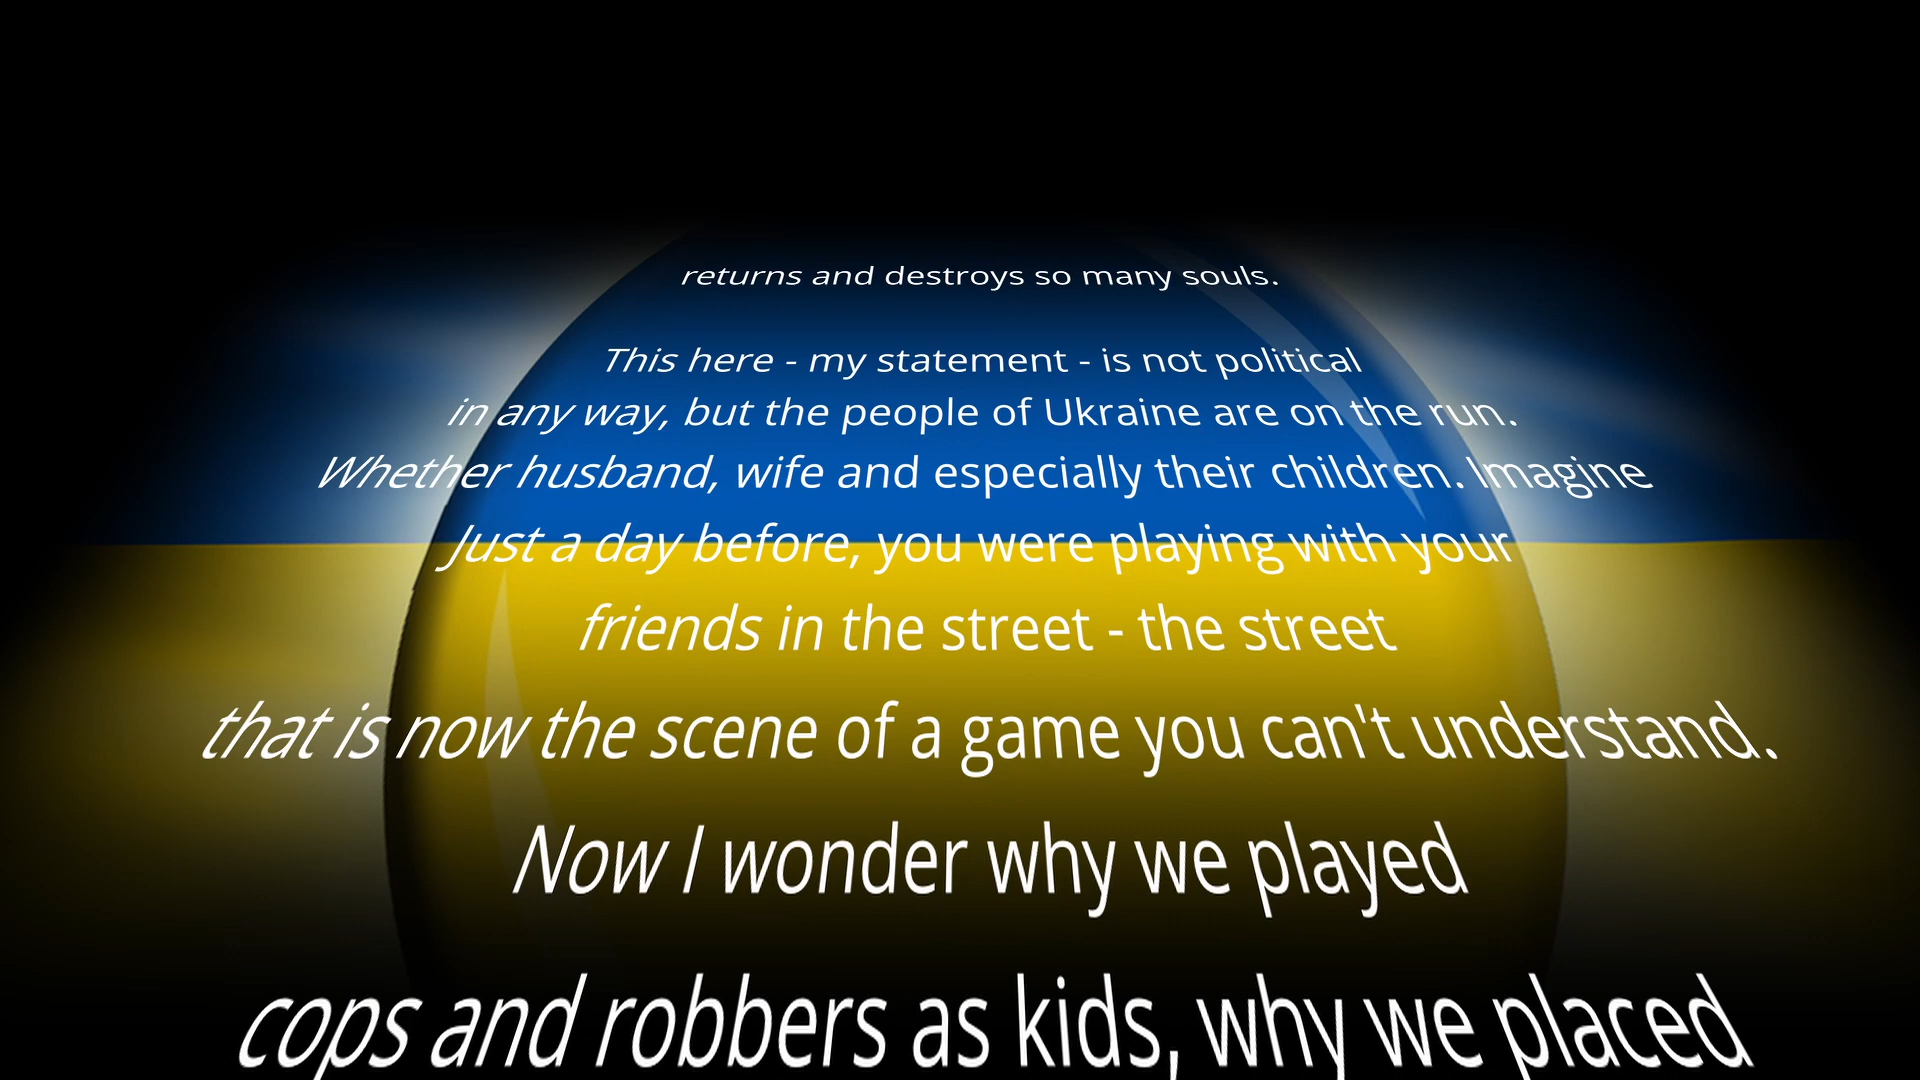 returns and destroys so many souls.
This here - my statement - is not political
in any way, but the people of Ukraine are on the run.
Whether husband, wife and especially their children. Imagine
Just a day before, you were playing with your
friends in the street - the street
that is now the scene of a game you can't understand.
Now I wonder why we played
cops and robbers as kids, why we placed